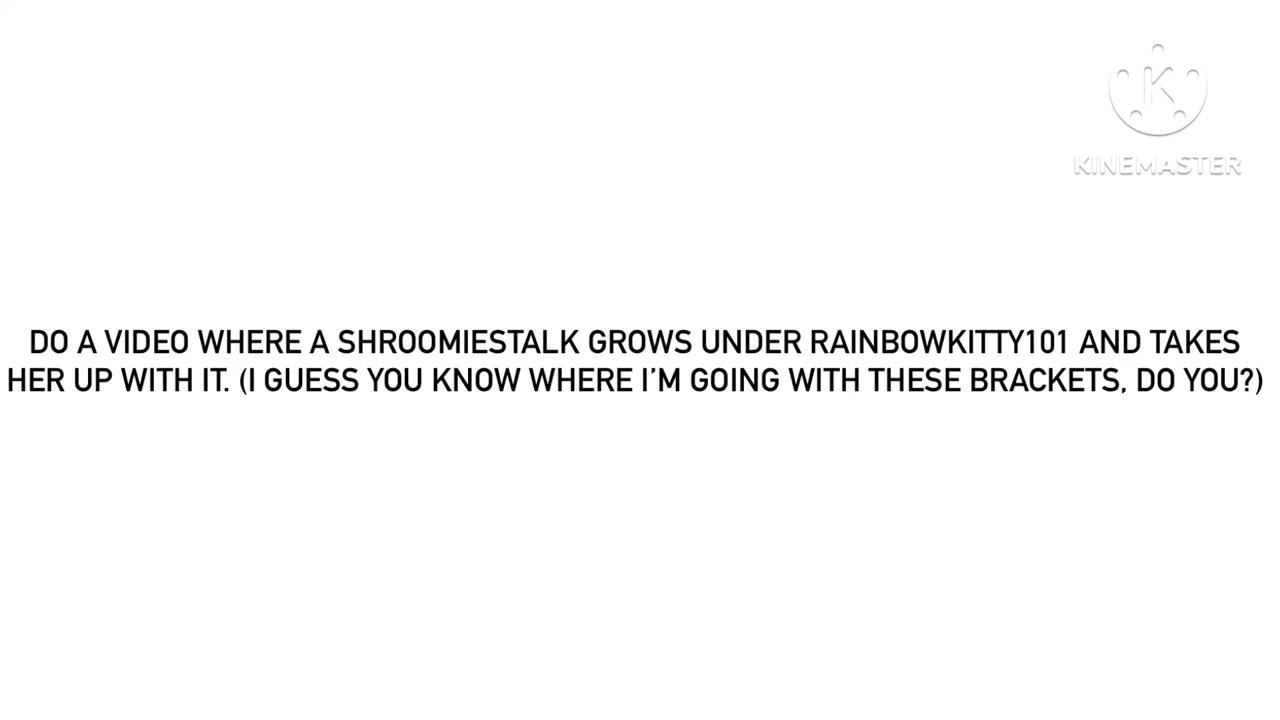 KINEMASTER
DO A VIDEO WHERE A SHROOMIESTALK GROWS UNDER RAINBOWKITTY101 AND TAKES
HER UP WITH IT. (I GUESS YOU KNOW WHERE I’M GOING WITH THESE BRACKETS, DO YOU?)